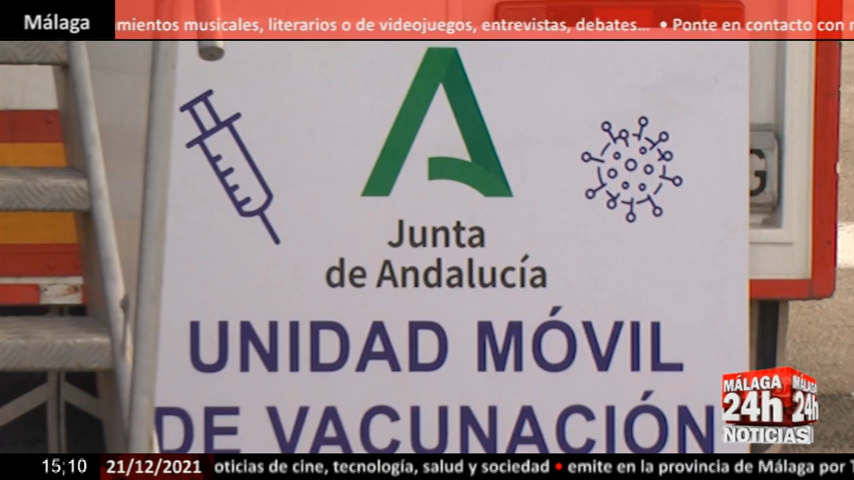 Málaga
mientos musicales, literarios o de videojuegos, entrevistas, debates... • Ponte en contacto con
Junta
de Andalucía
UNIDAD MÓVIL
DE VACUNACIÓN
G
MÁLAGA
24h
NOTICIAS
MÁLAGA
24h
15:10 21/12/2021 oticias de cine, tecnología, salud y sociedad • emite en la provincia de Málaga por